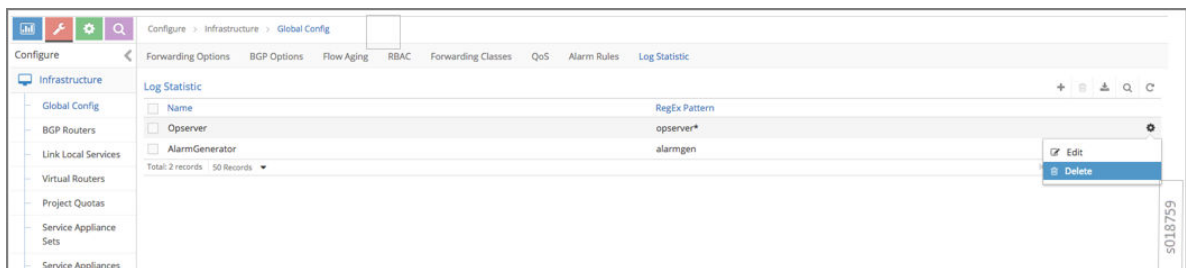 Configure > Infrastructure > Global Config
Configure
Forwarding Options BGP Options Flow Aging RBAC Forwarding Classes QoS Alarm Rules Log Statistic
Infrastructure
Global Config
BGP Routers
Link Local Services
Virtual Routers
Project Quotas
Service Appliance
Sets
Service Appliances
Log Statistic
Name RegEx Pattern
Opserver opserver*
AlarmGenerator alarmgen
Total: 2 records 50 Records
Edit
Delete
s018759